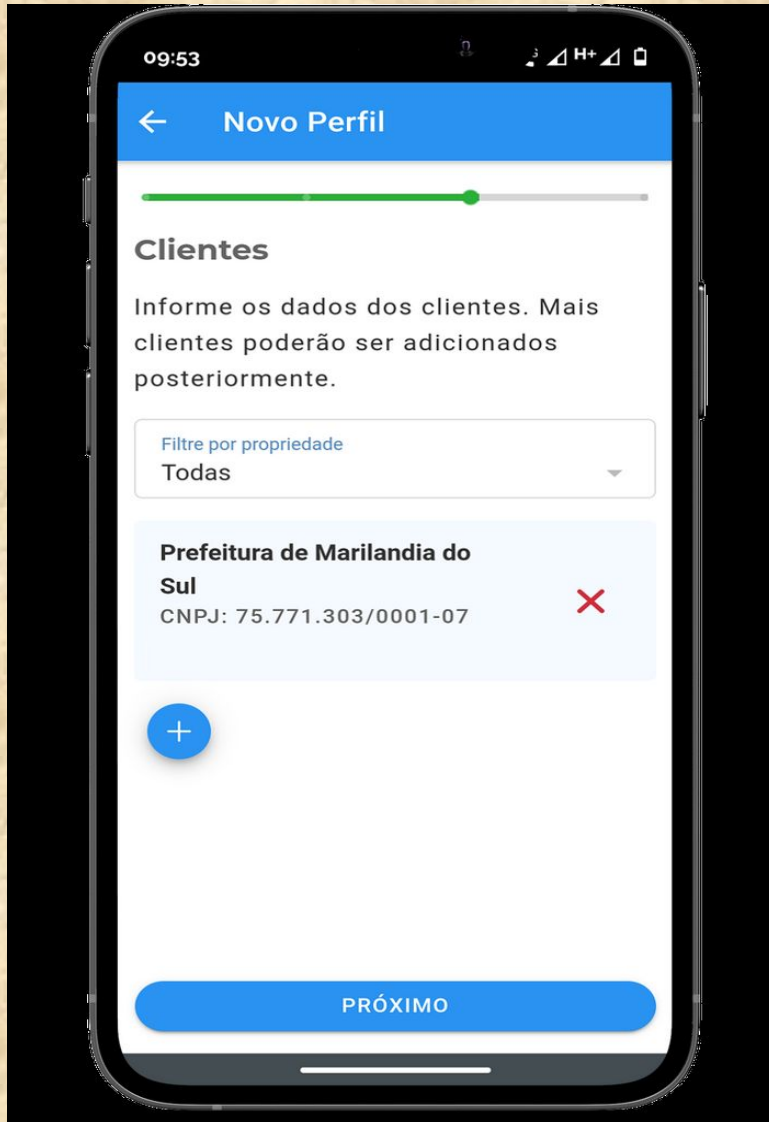 09:53
H+
Novo Perfil
Clientes
Informe os dados dos clientes. Mais
clientes poderão ser adicionados
posteriormente.
Filtre por propriedade
Todas
Prefeitura de Marilandia do
Sul
CNPJ: 75.771.303/0001-07
PRÓXIMO